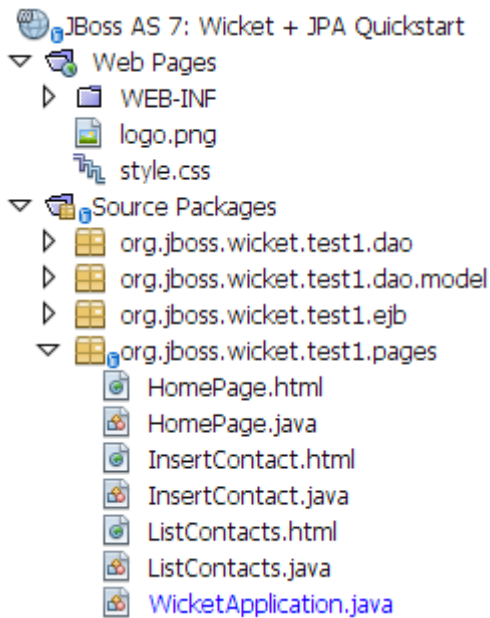 JBoss AS 7: Wicket + JPA Quickstart
Web Pages
WEB-INF
logo.png
style.css
Source Packages
org.jboss.wicket.test1.dao
org.jboss.wicket.test1.dao.model
org.jboss.wicket.test1.ejb
org.jboss.wicket.test1.pages
HomePage.html
HomePage.java
InsertContact.html
InsertContact.java
ListContacts.html
ListContacts.java
WicketApplication.java